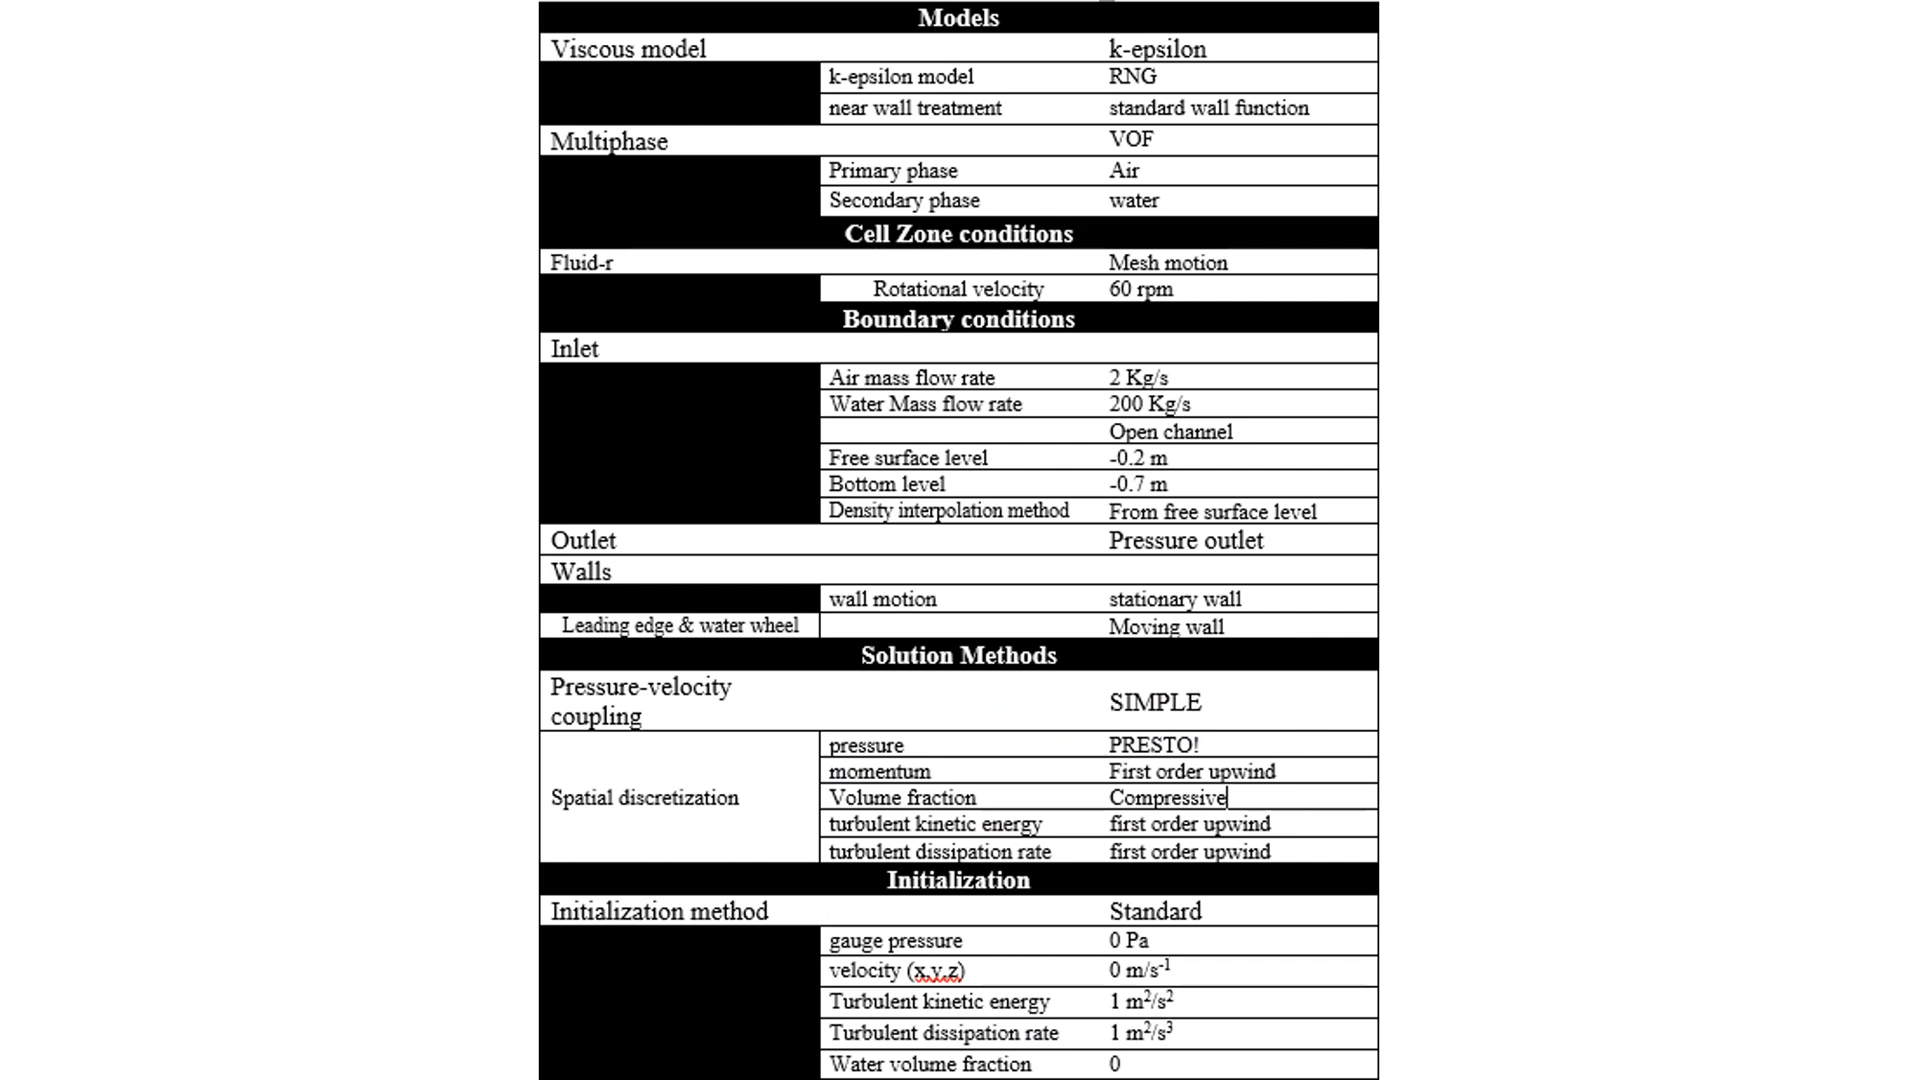 Models
Viscous model k-epsilon
k-epsilon model RNG
near wall treatment standard wall function
Multiphase VOF
Primary phase Air
Secondary phase water
Cell Zone conditions
Fluid-r Mesh motion
Rotational velocity 60 rpm
Boundary conditions
Inlet
Air mass flow rate 2 Kg/s
Water Mass flow rate 200 Kg/s
Open channel
Free surface level -0.2 m
Bottom level -0.7 m
Density interpolation method From free surface level
Outlet Pressure outlet
Walls
wall motion stationary wall
Leading edge & water wheel Moving wall
Solution Methods
Pressure-velocity
coupling SIMPLE
Spatial discretization
pressure PRESTO!
momentum First order upwind
Volume fraction Compressive
turbulent kinetic energy first order upwind
turbulent dissipation rate first order upwind
Initialization
Initialization method Standard
gauge pressure 0 Pa
velocity (x,y,z) 0 m/s⁻¹
Turbulent kinetic energy 1 m²/s²
Turbulent dissipation rate 1 m²/s³
Water volume fraction 0